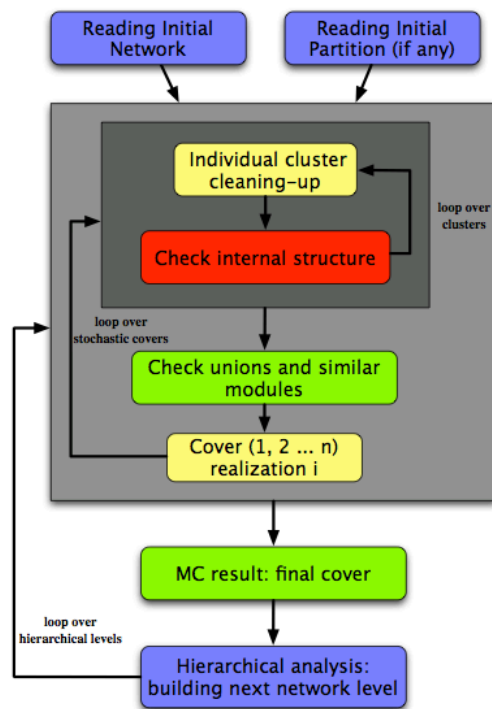 Reading Initial
Network
Reading Initial
Partition (if any)
Individual cluster
cleaning-up
loop over
clusters
Check internal structure
loop over
stochastic covers
Check unions and similar
modules
Cover (1, 2 ... n)
realization i
MC result: final cover
loop over
hierarchical levels
Hierarchical analysis:
building next network level